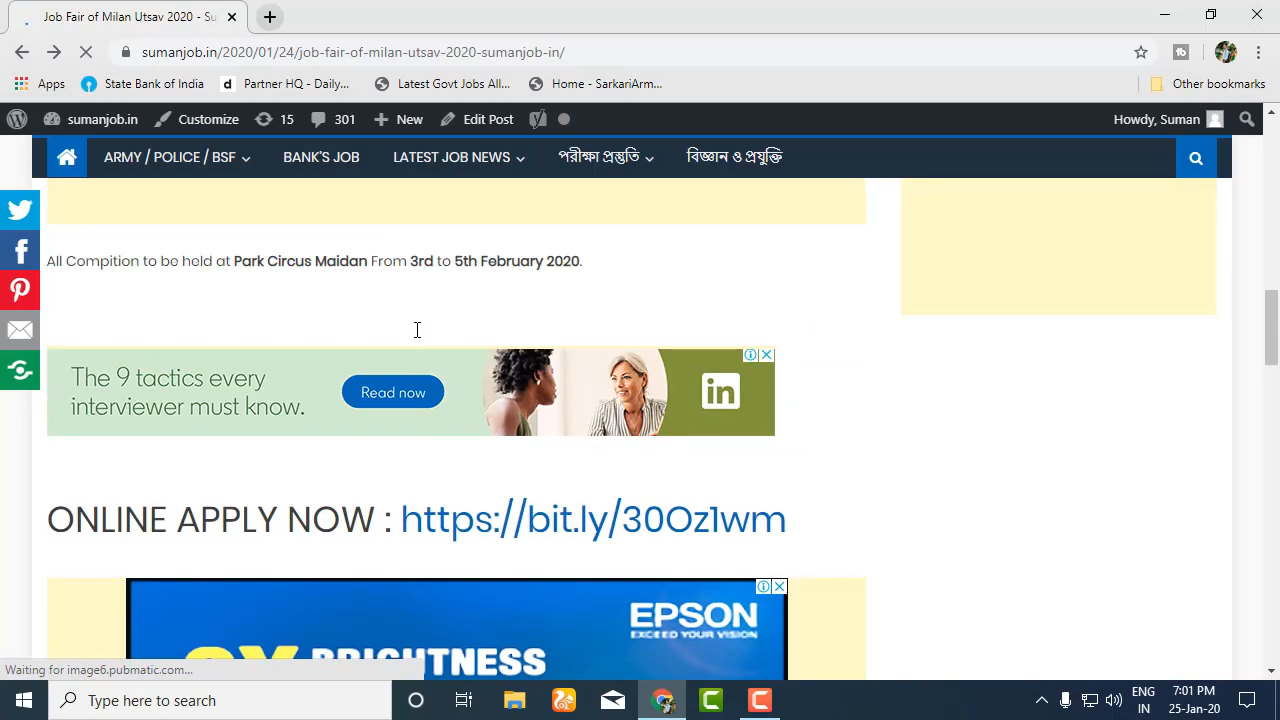 Job Fair of Milan Utsav 2020 - Su
sumanjob.in/2020/01/24/job-fair-of-milan-utsav-2020-sumanjob-in/
Apps
State Bank of India
d Partner HQ - Daily...
Latest Govt Jobs All...
Home - SarkariArm...
Other bookmarks
sumanjob.in
Customize
15
301
New
Edit Post
Howdy, Suman
ARMY / POLICE / BSF
BANK'S JOB
LATEST JOB NEWS
পরীক্ষা প্রস্তুতি
বিজ্ঞান ও প্রযুক্তি
All Compition to be held at Park Circus Maidan From 3rd to 5th February 2020.
The 9 tactics every
interviewer must know.
Read now
in
ONLINE APPLY NOW : https://bit.ly/30Oz1wm
EPSON
EXCEED YOUR VISION
BRIGHTNESS
Waiting for image6.pubmatic.com...
Type here to search
ENG
IN
7:01 PM
25-Jan-20